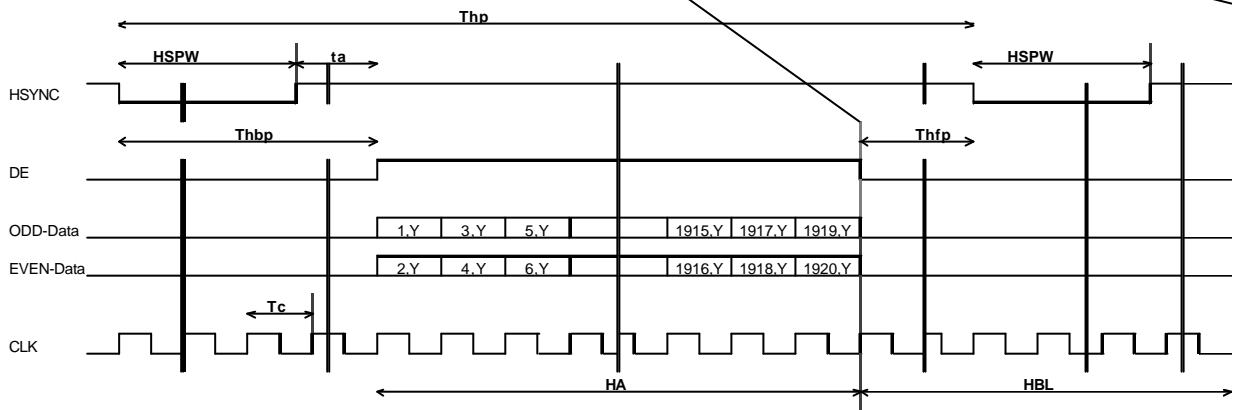 Thp
HSPW ta HSPW
HSYNC
Thbp Thfp
DE
ODD-Data 1,Y 3,Y 5,Y 1915,Y 1917,Y 1919,Y
EVEN-Data 2,Y 4,Y 6,Y 1916,Y 1918,Y 1920,Y
Tc
CLK
HA HBL